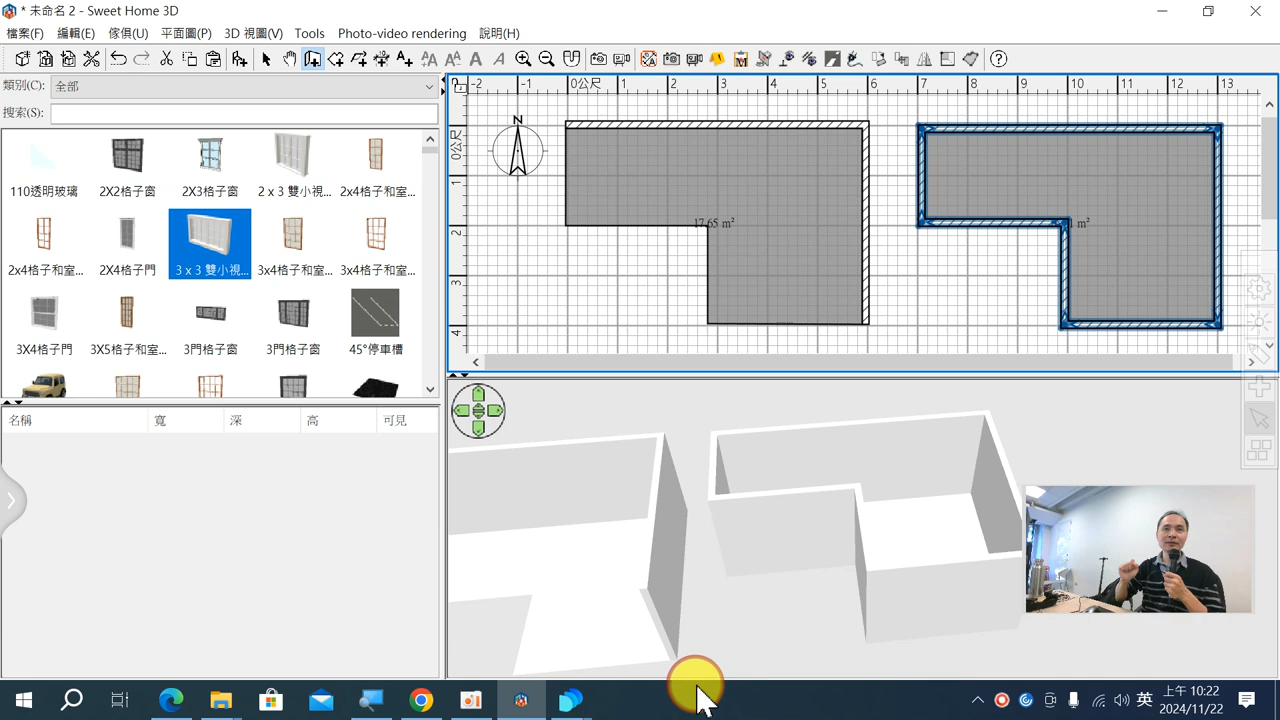 * 未命名 2 - Sweet Home 3D
檔案(F) 編輯(E) 傢俱(U) 平面圖(P) 3D 視圖(V) Tools Photo-video rendering 說明(H)
類別(C): 全部
搜索(S):
110透明玻璃 2X2格子窗 2X3格子窗 2 x 3 雙小視... 2x4格子和室...
2x4格子和室... 2X4格子門 3 x 3 雙小視... 3x4格子和室... 3x4格子和室...
3X4格子門 3X5格子和室... 3門格子窗 3門格子窗 45°停車槽
名稱 寬 深 高 可見
-2 -1 0公尺 1 2 3 4 5 6 7 8 9 10 11 12 13
0公尺
1
2
3
4
N
17.65 m²
m²
英
上午 10:22
2024/11/22